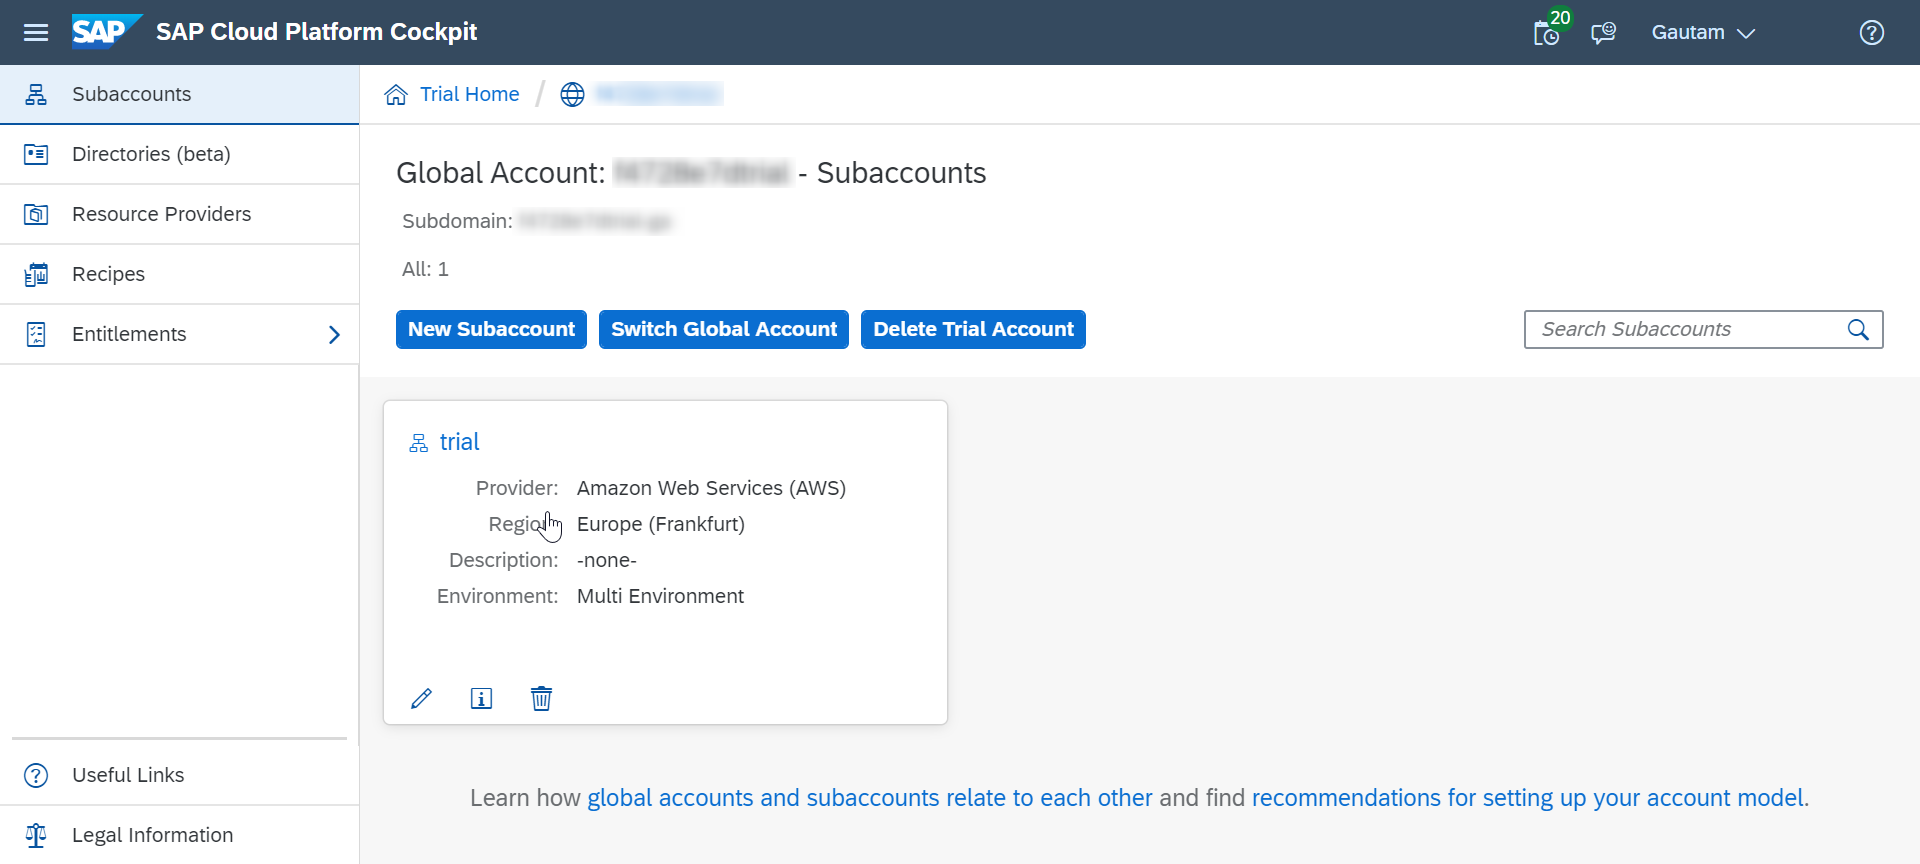 SAP SAP Cloud Platform Cockpit
20
Gautam
Subaccounts
Directories (beta)
Resource Providers
Recipes
Entitlements
Useful Links
Legal Information
Trial Home /
Global Account: - Subaccounts
Subdomain:
All: 1
New Subaccount
Switch Global Account
Delete Trial Account
Search Subaccounts
trial
Provider: Amazon Web Services (AWS)
Europe (Frankfurt)
Description: -none-
Environment: Multi Environment
Learn how global accounts and subaccounts relate to each other and find recommendations for setting up your account model.